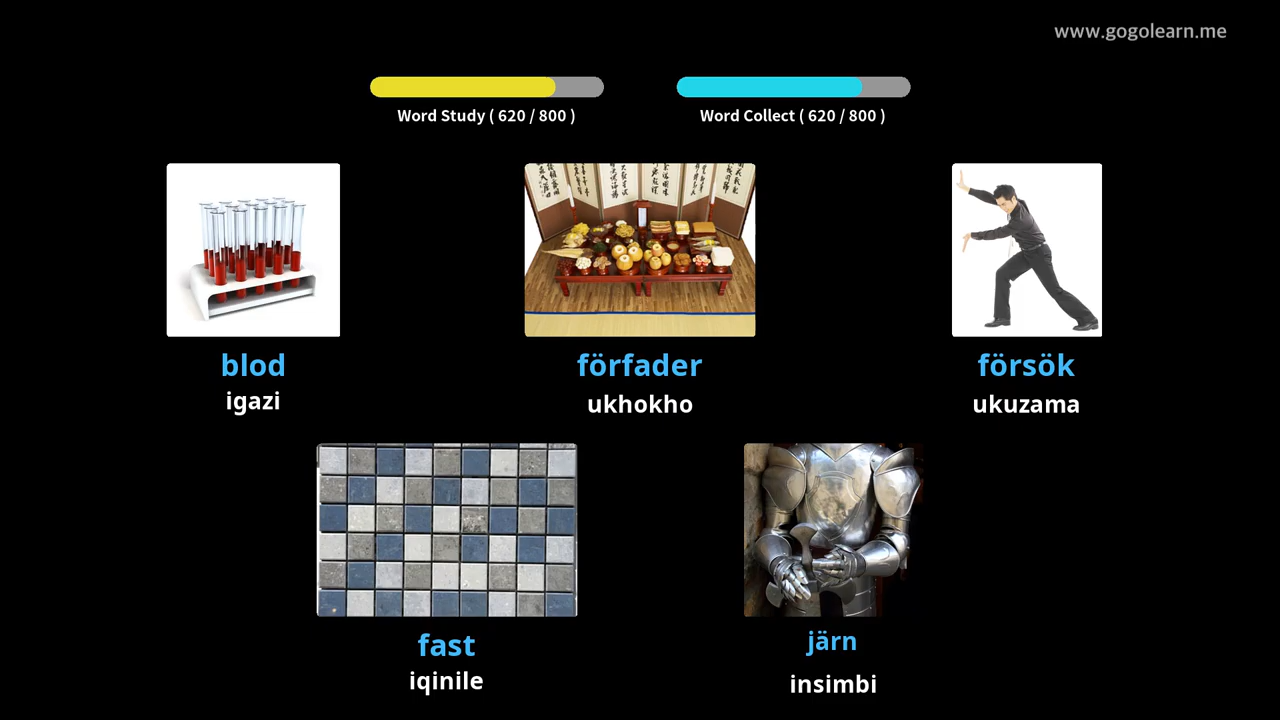 www.gogolearn.me
Word Study ( 620 / 800 )
Word Collect ( 620 / 800 )
blod
igazi
förfader
ukhokho
försök
ukuzama
fast
iqinile
järn
insimbi